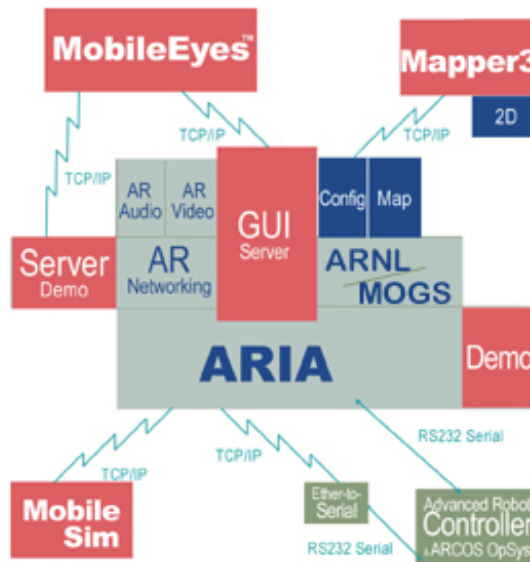 MobileEyes™
Mapper3
2D
TCP/IP
TCP/IP
TCP/IP
AR
Audio
AR
Video
GUI
Server
Config
Map
Server
Demo
AR
Networking
ARNL
MOGS
ARIA
Demo
RS232 Serial
TCP/IP
TCP/IP
Mobile
Sim
Ether-to-
Serial
RS232 Serial
Advanced Robot
Controller
& ARCOS OpSys